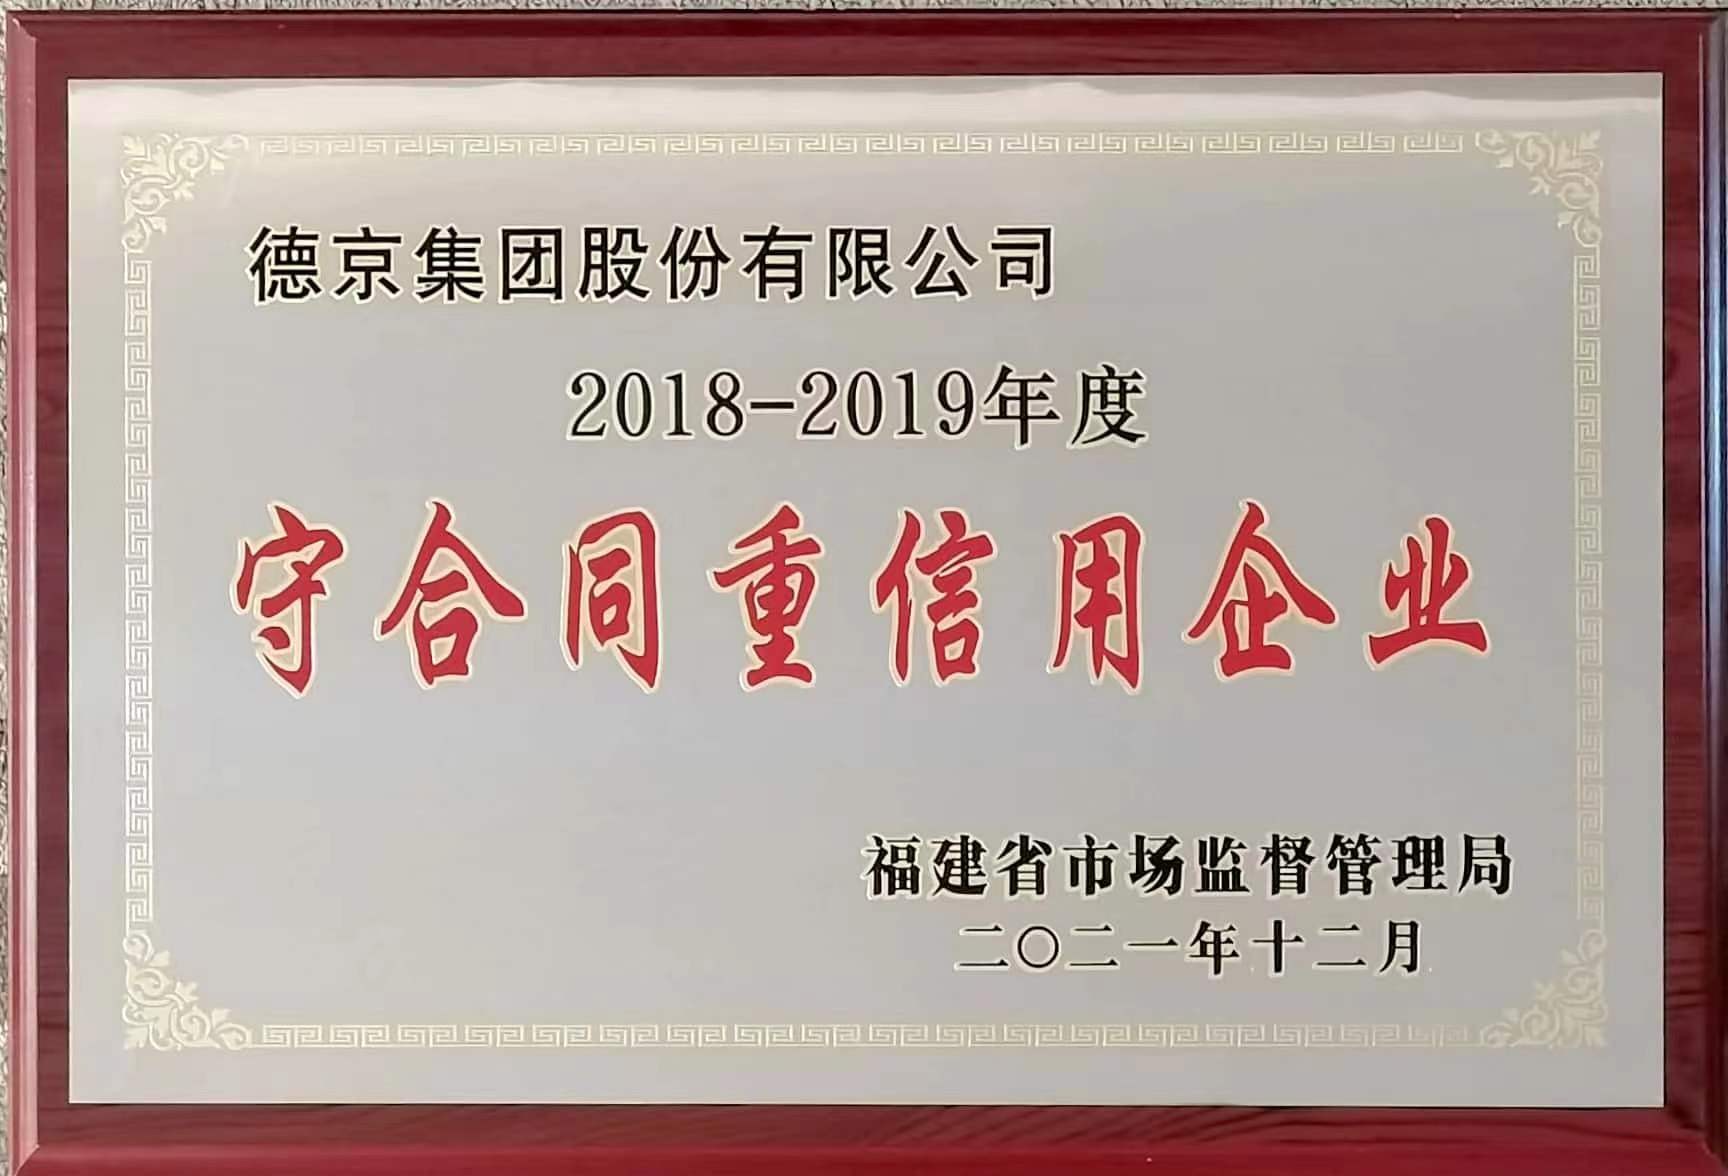 德京集团股份有限公司
2018-2019年度
守合同重信用企业
福建省市场监督管理局
二〇二一年十二月